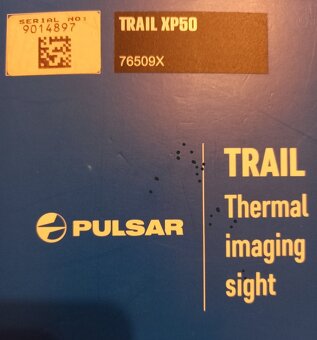 SERIAL NO:
9014897
TRAIL XP50
76509X
TRAIL
Thermal
imaging
sight
PULSAR